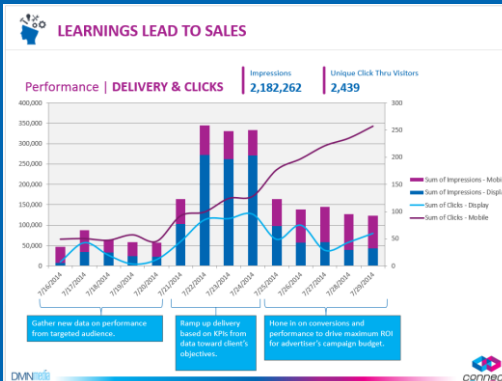 LEARNINGS LEAD TO SALES
Performance | DELIVERY & CLICKS
Impressions
2,182,262
Unique Click Thru Visitors
2,439
400,000
350,000
300,000
250,000
200,000
150,000
100,000
50,000
0
300
250
200
150
100
50
0
Sum of Impressions - Mobi
Sum of Impressions - Displ
Sum of Clicks - Display
Sum of Clicks - Mobile
7/16/2014
7/17/2014
7/18/2014
7/19/2014
7/20/2014
7/21/2014
7/22/2014
7/23/2014
7/24/2014
7/25/2014
7/26/2014
7/27/2014
7/28/2014
7/29/2014
Gather new data on performance
from targeted audience.
Ramp up delivery
based on KPIs from
data toward client's
objectives.
Hone in on conversions and
performance to drive maximum ROI
for advertiser's campaign budget.
DMN
connec